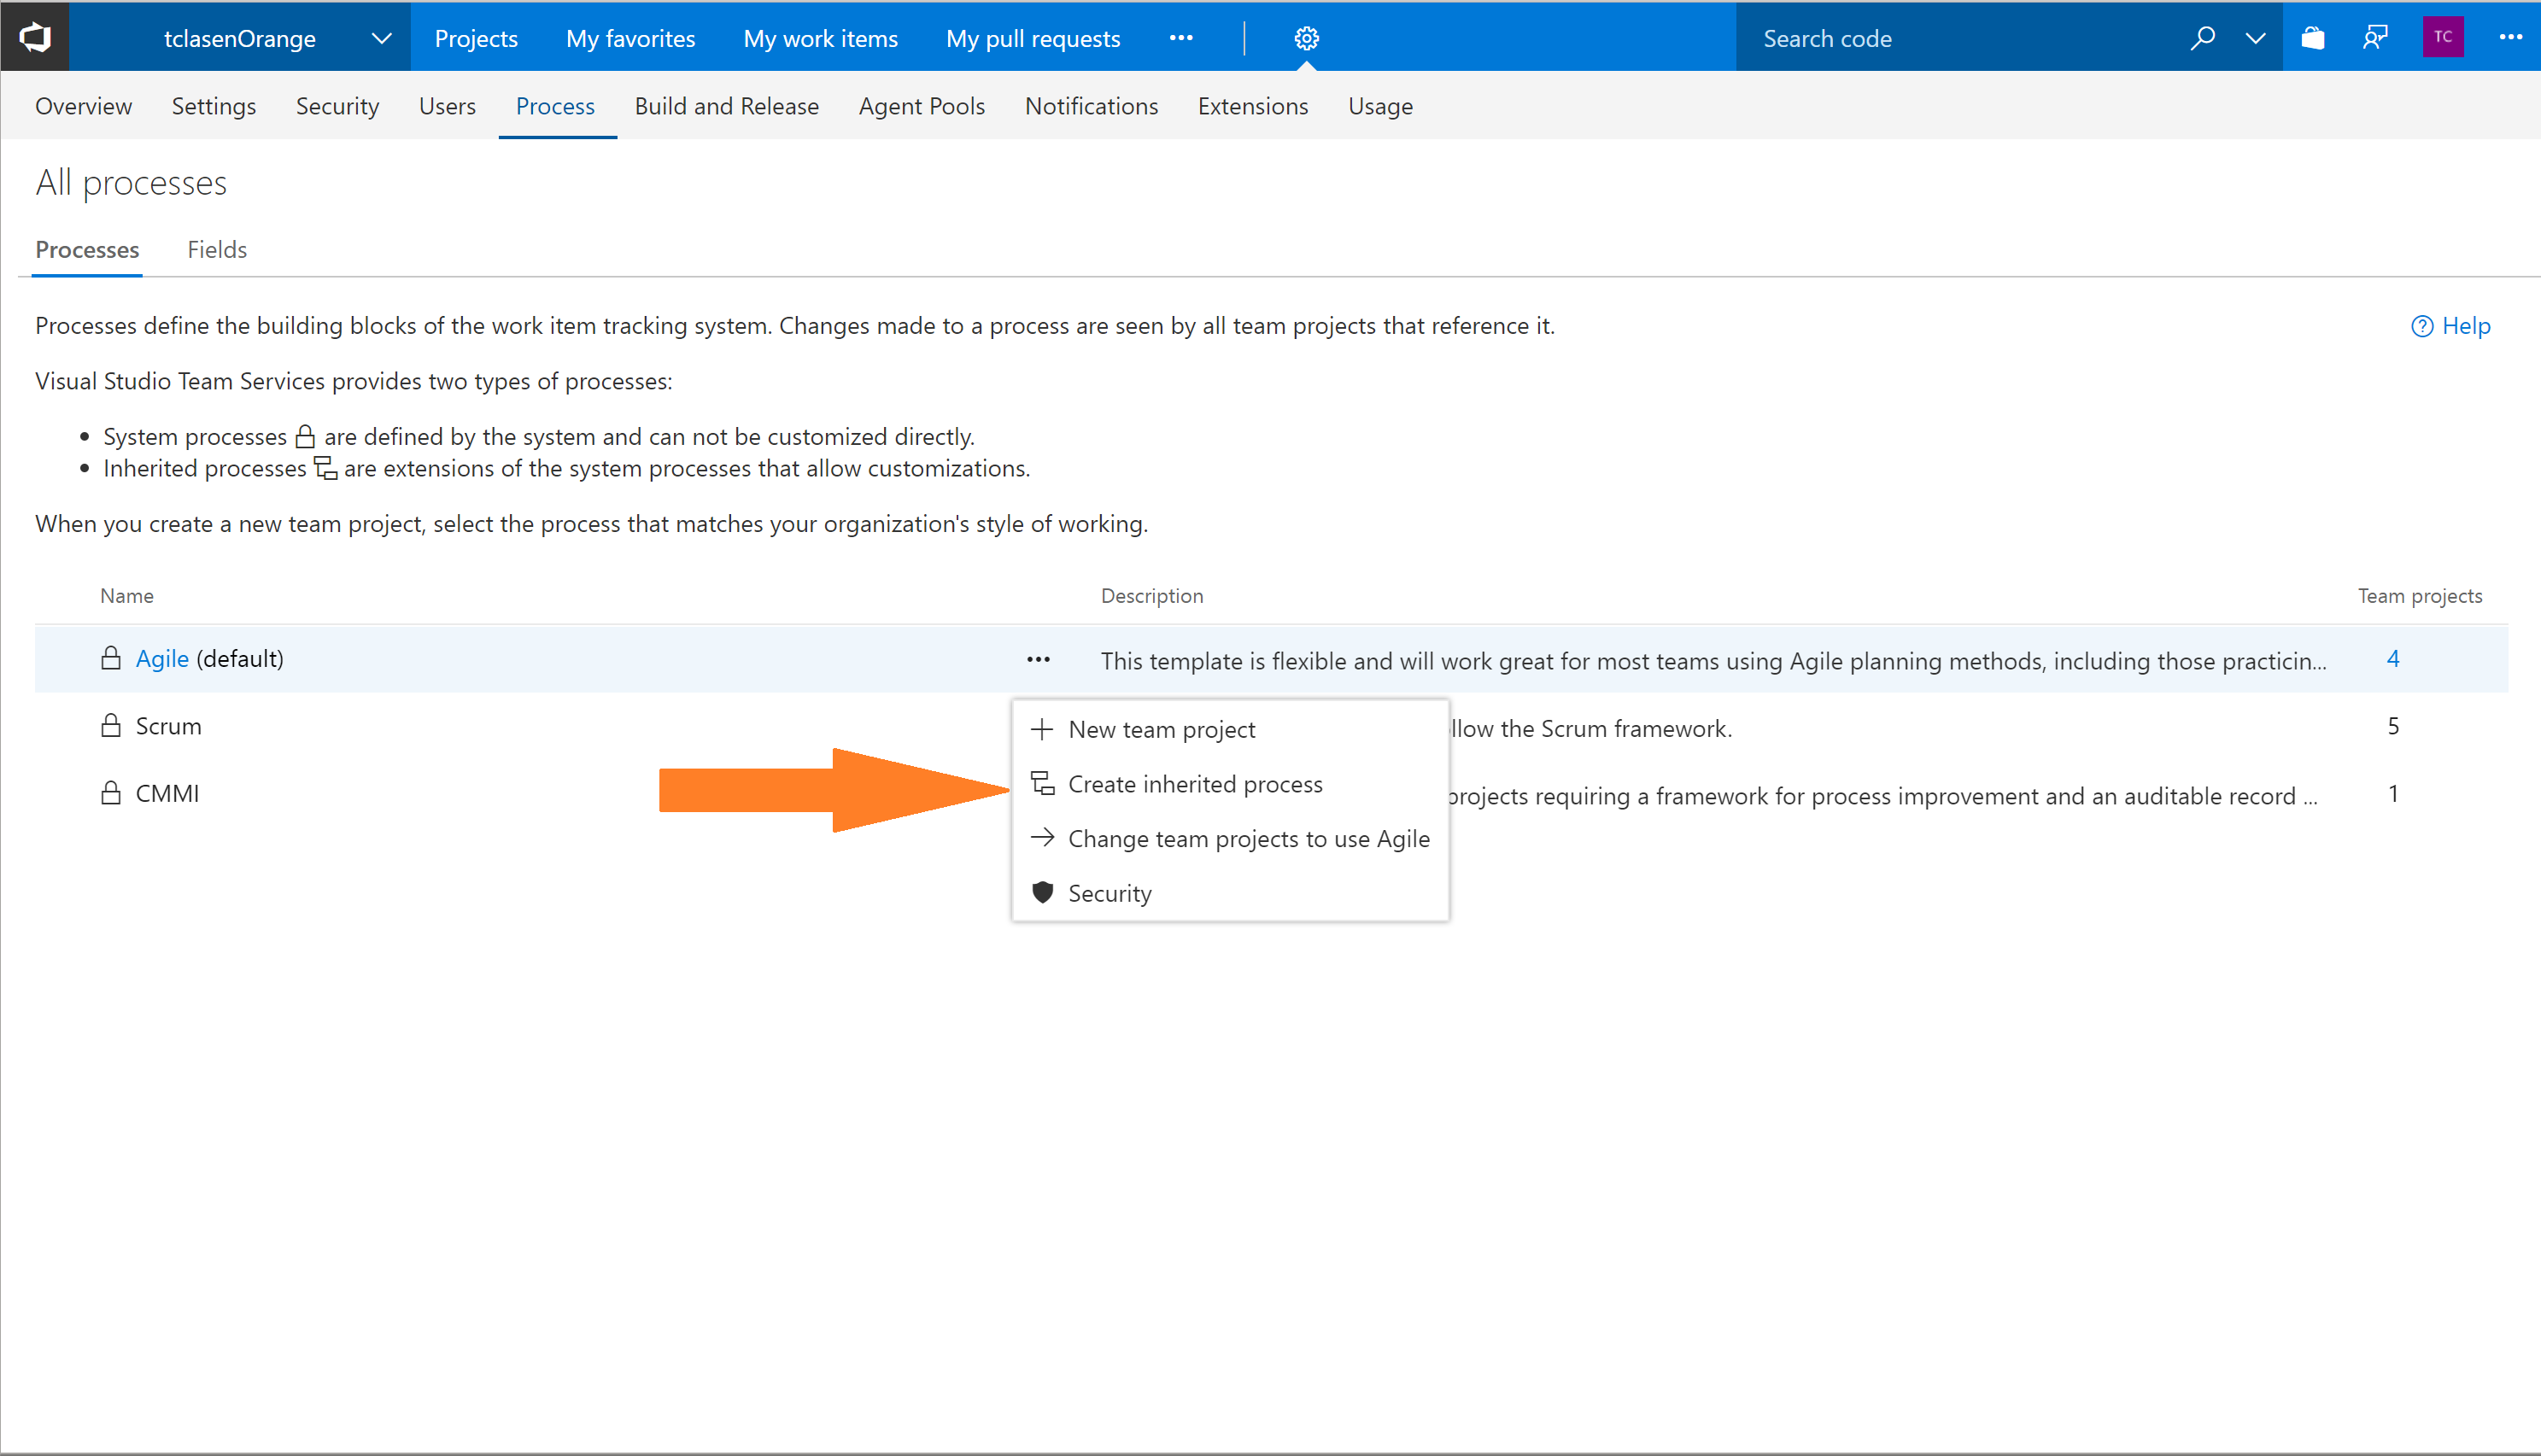 tclasenOrange Projects My favorites My work items My pull requests ... Search code TC ...
Overview Settings Security Users Process Build and Release Agent Pools Notifications Extensions Usage
All processes
Processes Fields
Processes define the building blocks of the work item tracking system. Changes made to a process are seen by all team projects that reference it. Help
Visual Studio Team Services provides two types of processes:
• System processes are defined by the system and can not be customized directly.
• Inherited processes are extensions of the system processes that allow customizations.
When you create a new team project, select the process that matches your organization's style of working.
Name Description Team projects
Agile (default) ... This template is flexible and will work great for most teams using Agile planning methods, including those practicin... 4
Scrum llow the Scrum framework. 5
CMMI projects requiring a framework for process improvement and an auditable record ... 1
New team project
Create inherited process
Change team projects to use Agile
Security